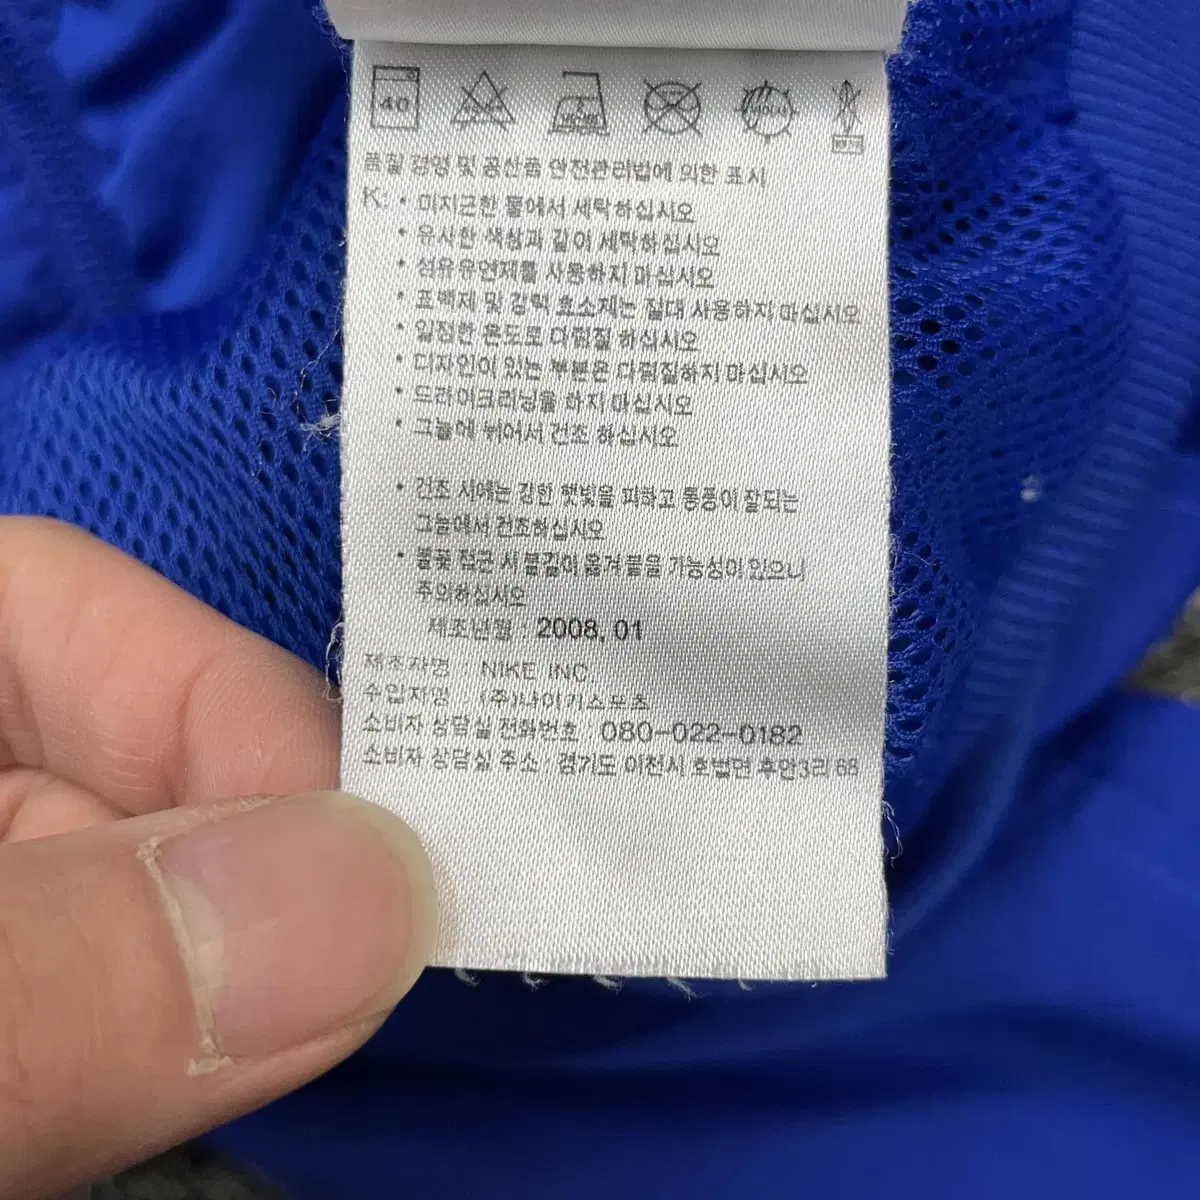 40
품질 경영 및 공산품 안전관리법에 의한 표시
K: • 미지근한 물에서 세탁하십시오
• 유사한 색상과 같이 세탁하십시오
• 섬유유연제를 사용하지 마십시오
• 표백제 및 강력 효소제는 절대 사용하지 마십시오
• 일정한 온도로 다림질 하십시오
• 디자인이 있는 부분은 다림질하지 마십시오
• 드라이크리닝을 하지 마십시오
• 그늘에 뉘어서 건조 하십시오
• 건조 시에는 강한 햇빛을 피하고 통풍이 잘되는
그늘에서 건조하십시오
• 불꽃 접근 시 불길이 옮겨 붙을 가능성이 있으니
주의하십시오
제조년월 : 2008. 01
제조자명 NIKE INC
수입자명 (주)나이키스포츠
소비자 상담실 전화번호 080-022-0182
소비자 상담실 주소 경기도 이천시 호법면 후안3리 68